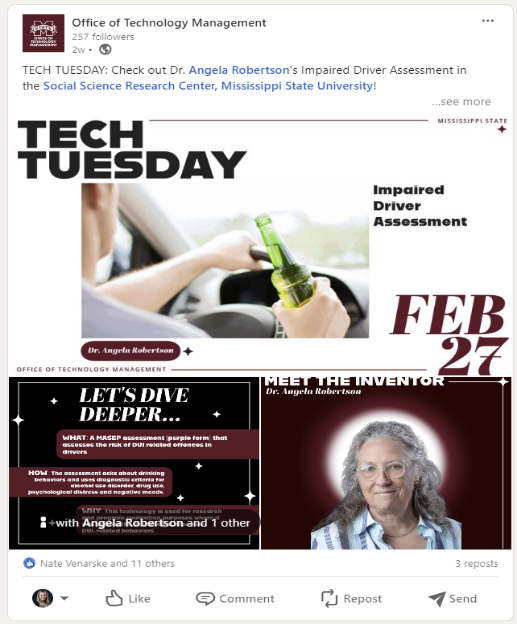 Office of Technology Management
257 followers
2w •
TECH TUESDAY: Check out Dr. Angela Robertson's Impaired Driver Assessment in
the Social Science Research Center, Mississippi State University!
...see more
MISSISSIPPI STATE
TECH
TUESDAY
Impaired
Driver
Assessment
FEB
27
Dr. Angela Robertson
OFFICE OF TECHNOLOGY MANAGEMENT
LET'S DIVE
DEEPER...
WHAT: A MASEP assessment 'purple form' that
assesses the risk of DUI related offences in
drivers
HOW: The assessment asks about drinking
behaviors and uses diagnostic criteria for
alcohol use disorder, drug use,
psychological distress and negative moods
WHY: This technology is used for research
DUI-related behaviors
with Angela Robertson and 1 other
MEET THE INVENTOR
Dr. Angela Robertson
Nate Venarske and 11 others
3 reposts
Like
Comment
Repost
Send